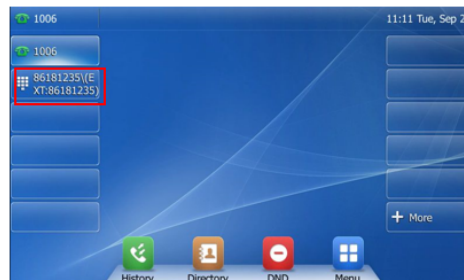 1006
11:11 Tue, Sep 2
1006
86181235\(E
XT:86181235)
More
History
Directory
DND
Menu